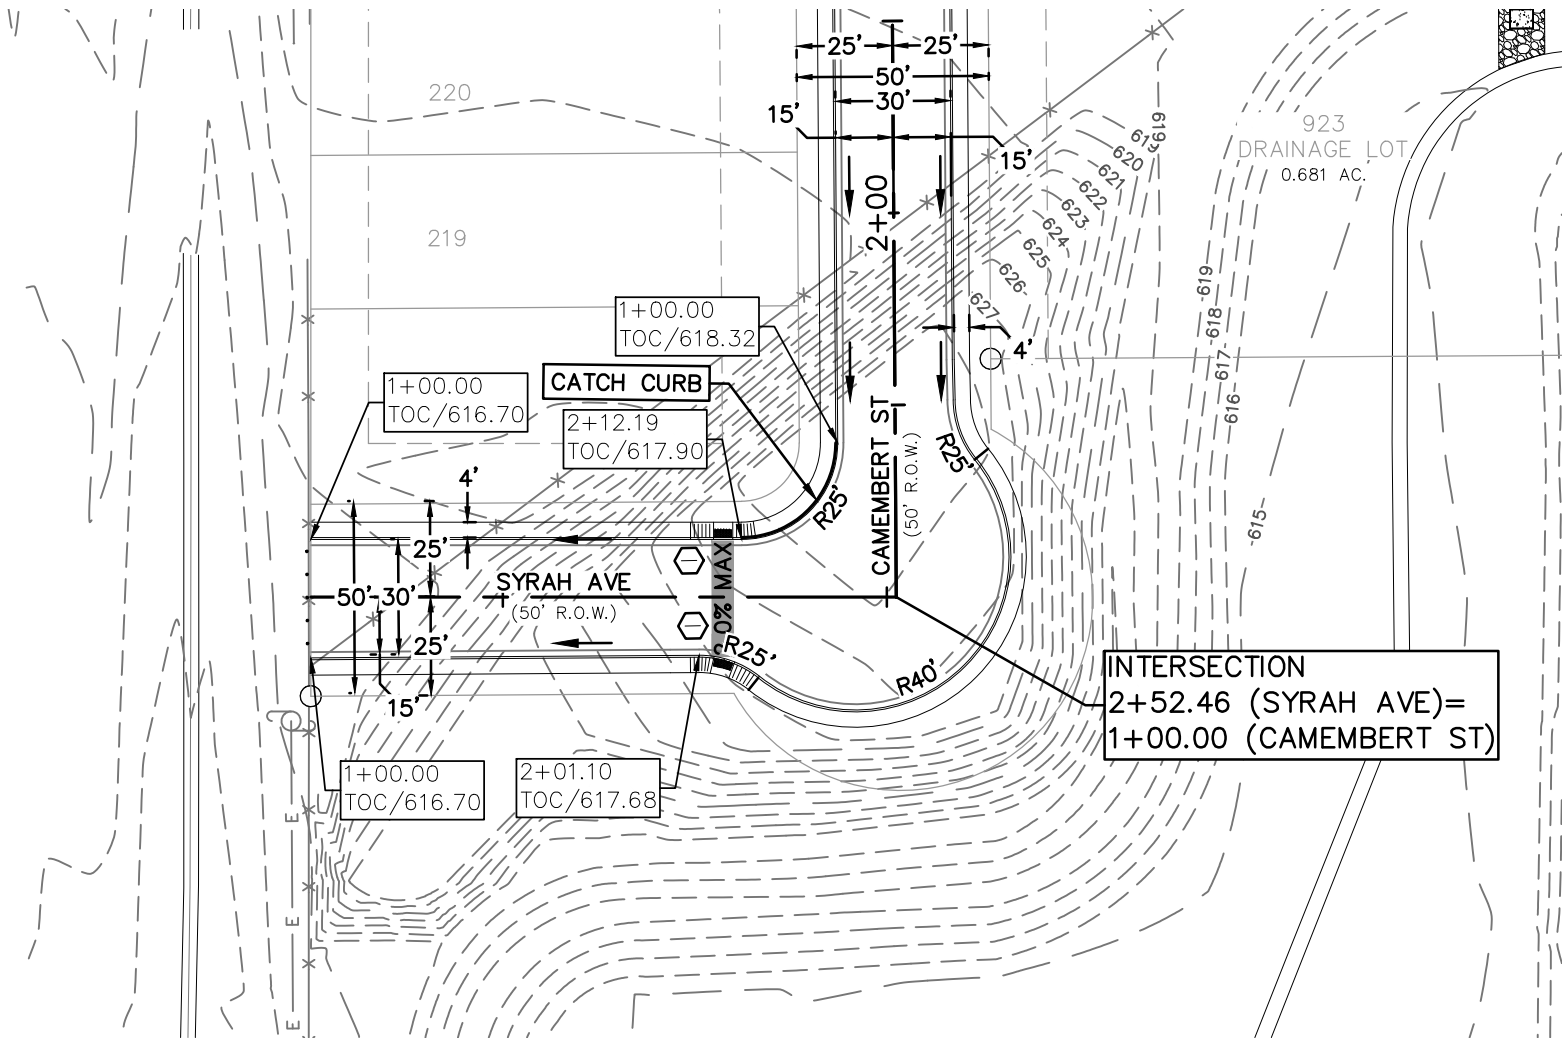 25'
25'
50'
30'
15'
15'
220
923
DRAINAGE LOT
0.681 AC.
619
619
620
621
622
623
624
625
626
627
2+00
219
619
618
617
617
616
1+00.00
TOC/618.32
4'
CATCH CURB
1+00.00
TOC/616.70
2+12.19
TOC/617.90
CAMEMBERT ST
(50' R.O.W.)
R25'
R25'
4'
615
25'
SYRAH AVE
(50' R.O.W.)
50'
30'
25'
15'
0% MAX
R25'
R40'
INTERSECTION
2+52.46 (SYRAH AVE)=
1+00.00 (CAMEMBERT ST)
1+00.00
TOC/616.70
2+01.10
TOC/617.68
E
E
E